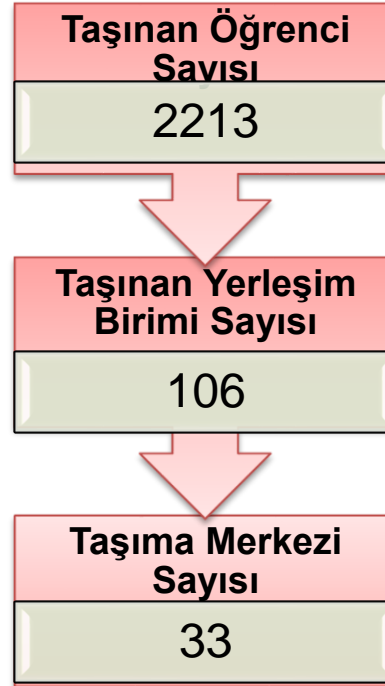 Taşınan Öğrenci
Sayısı
2213
Taşınan Yerleşim
Birimi Sayısı
106
Taşıma Merkezi
Sayısı
33